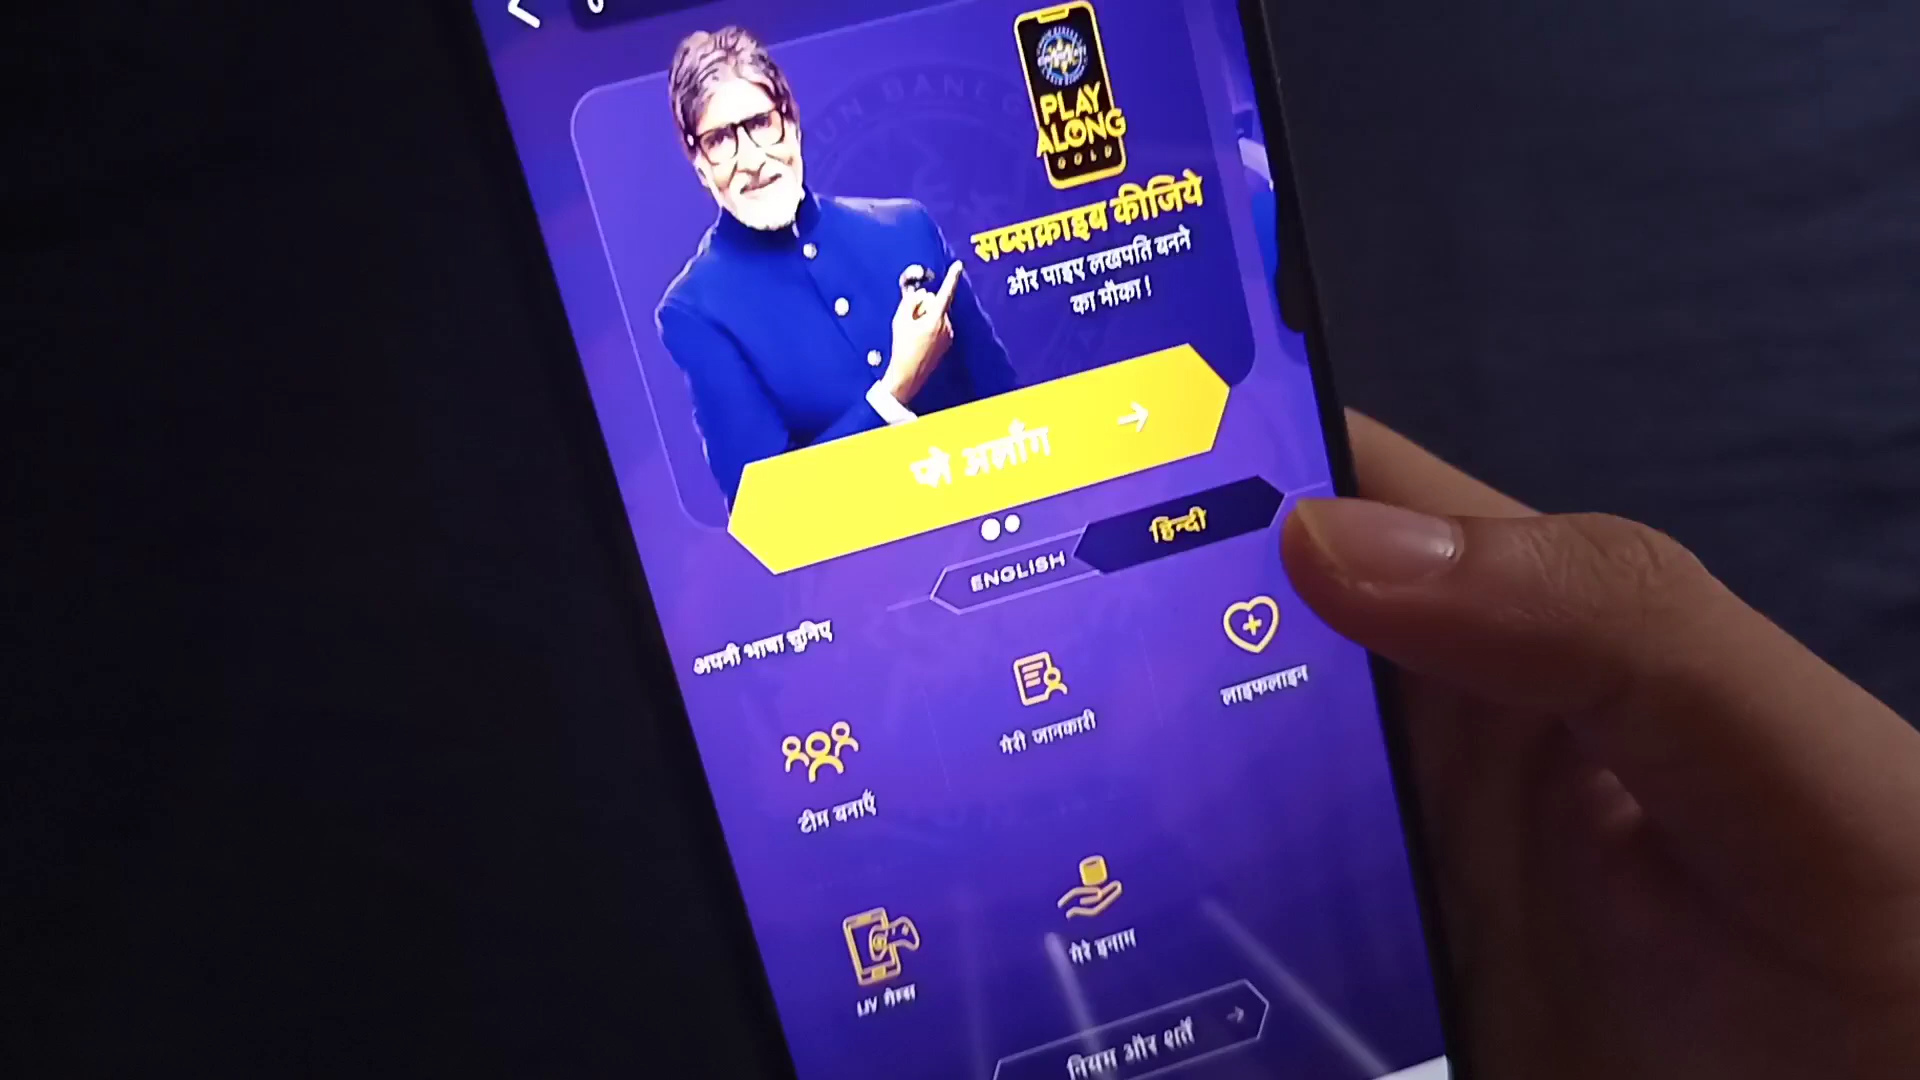 PLAY
ALONG
GOLD
सब्सक्राइब कीजिये
और पाइए लखपति बनने
का मौका!
प्ले अलॉंग
ENGLISH
हिन्दी
अपनी भाषा चुनिए
लाइफलाइन
मेरी जानकारी
टीम बनाएँ
मेरे इनाम
LIV गेम्स
नियम और शर्तें